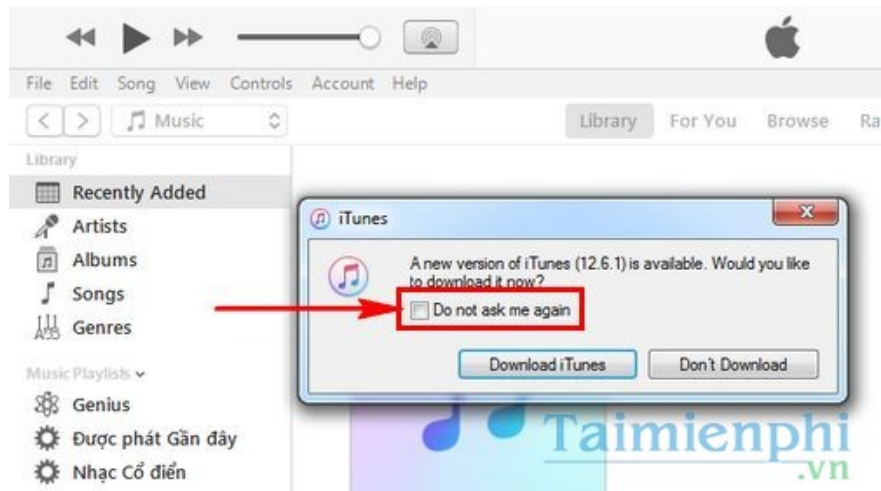 File Edit Song View Controls Account Help
Music
Library For You Browse Ra
Library
Recently Added
Artists
Albums
Songs
Genres
Music Playlists
Genius
Được phát Gần đây
Nhạc Cổ điển
iTunes
A new version of iTunes (12.6.1) is available. Would you like
to download it now?
Do not ask me again
Download iTunes Don't Download
Taimienphi
.vn